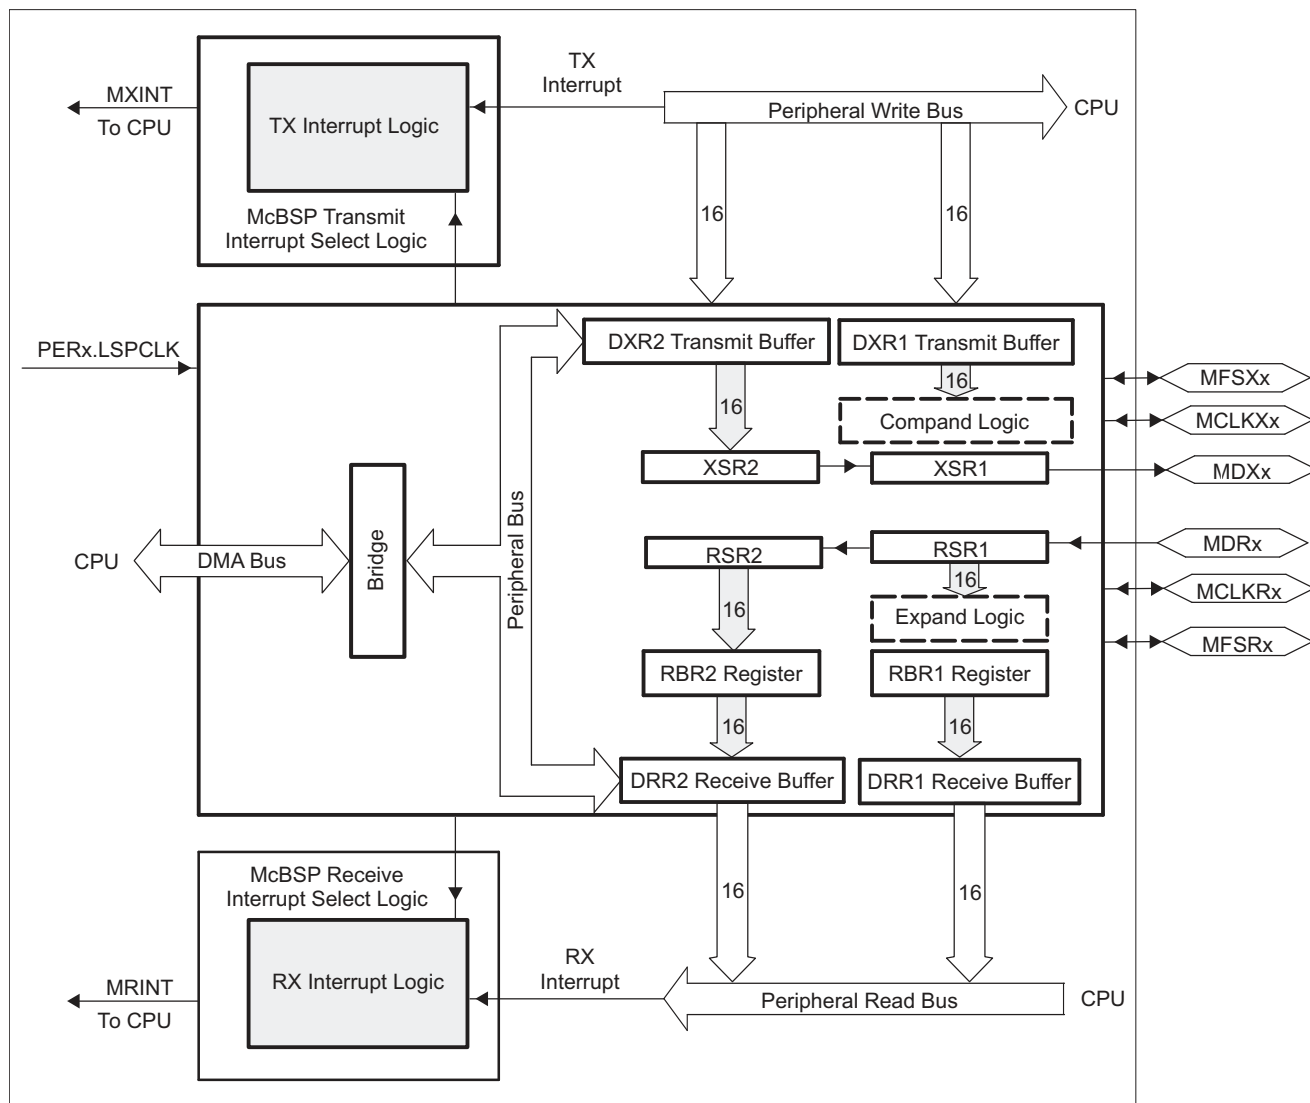 TX
Interrupt
MXINT
To CPU
TX Interrupt Logic
Peripheral Write Bus
CPU
McBSP Transmit
Interrupt Select Logic
16
16
PERx.LSPCLK
DXR2 Transmit Buffer
DXR1 Transmit Buffer
MFSXx
16
16
Compand Logic
MCLKXx
XSR2
XSR1
MDXx
Peripheral Bus
Bridge
CPU
DMA Bus
RSR2
RSR1
MDRx
16
16
Expand Logic
MCLKRx
MFSRx
RBR2 Register
RBR1 Register
16
16
DRR2 Receive Buffer
DRR1 Receive Buffer
McBSP Receive
Interrupt Select Logic
16
16
RX
Interrupt
RX Interrupt Logic
MRINT
To CPU
Peripheral Read Bus
CPU